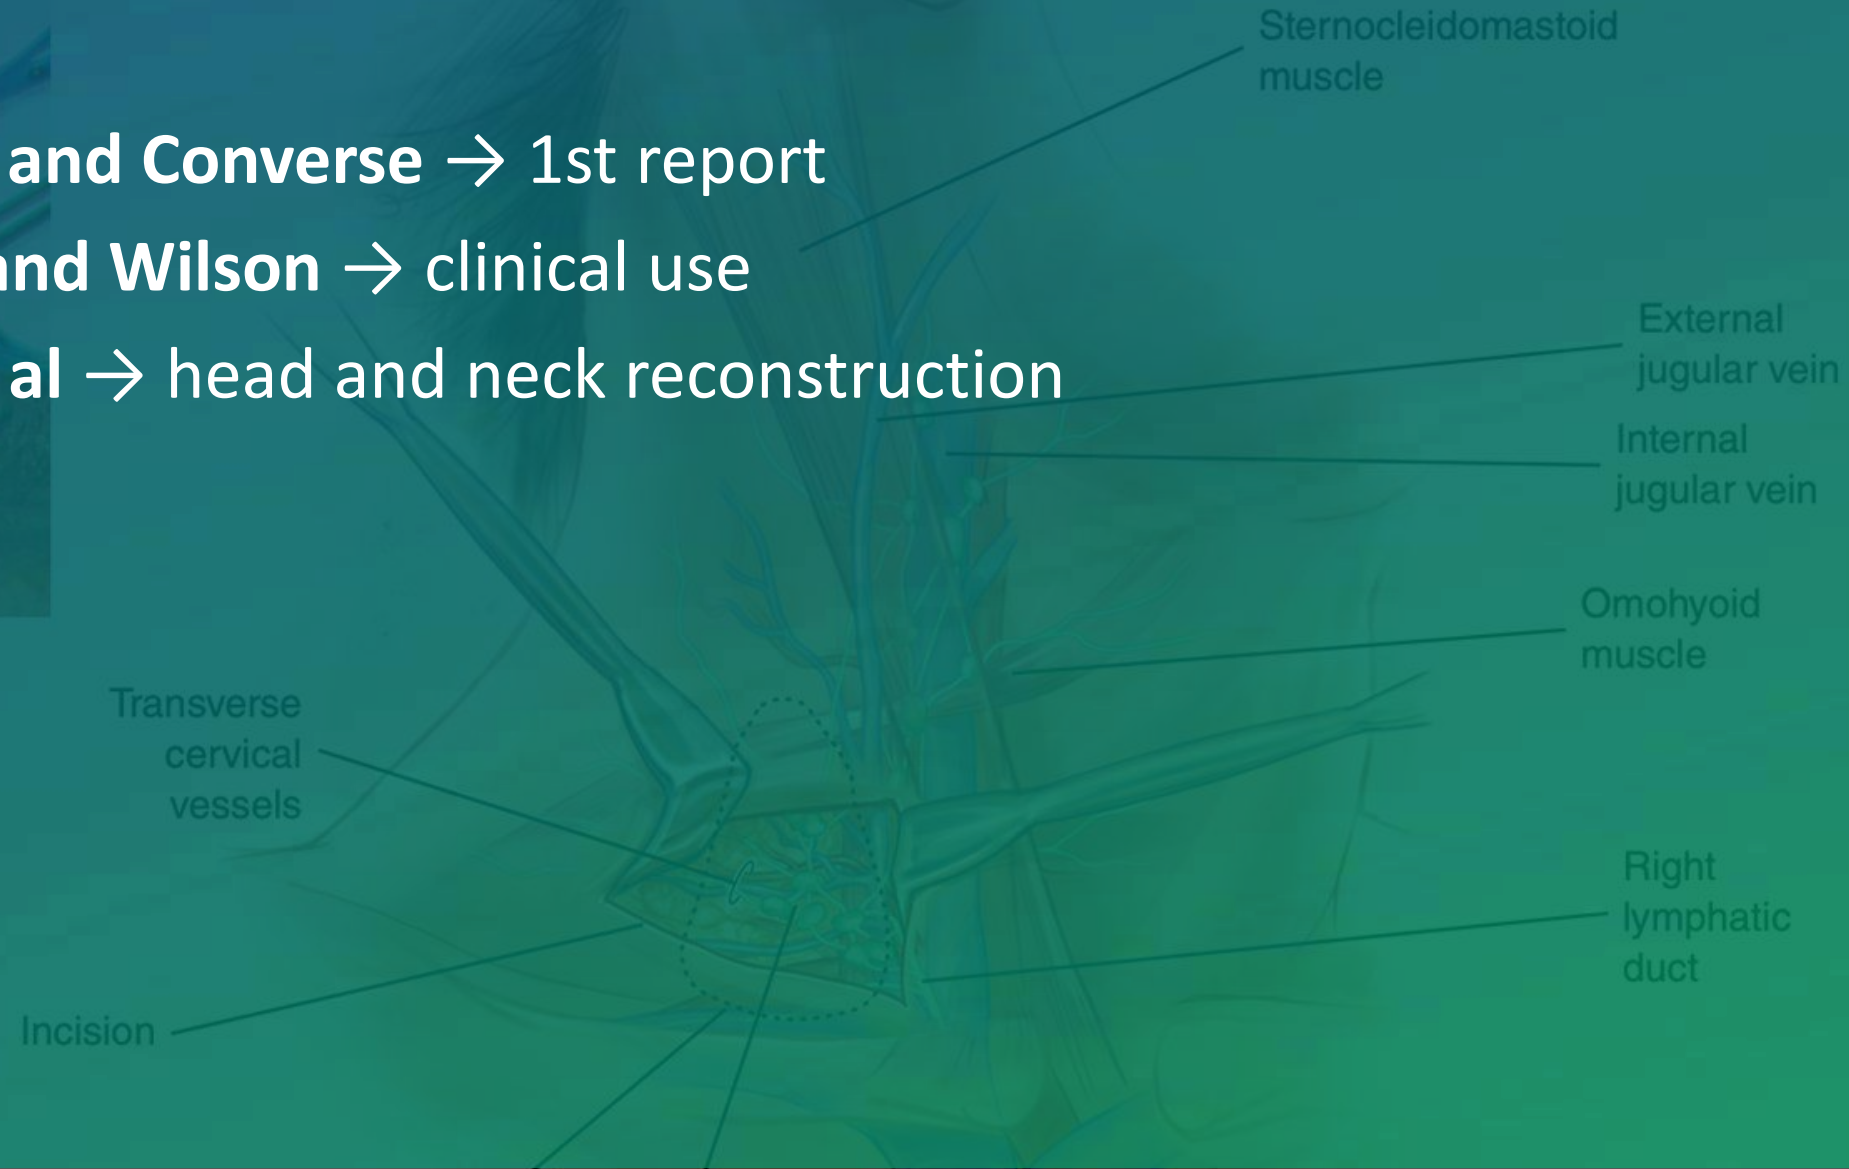 Sternocleidomastoid
muscle
and Converse → 1st report
and Wilson → clinical use
al → head and neck reconstruction
External
jugular vein
Internal
jugular vein
Omohyoid
muscle
Transverse
cervical
vessels
Right
lymphatic
duct
Incision